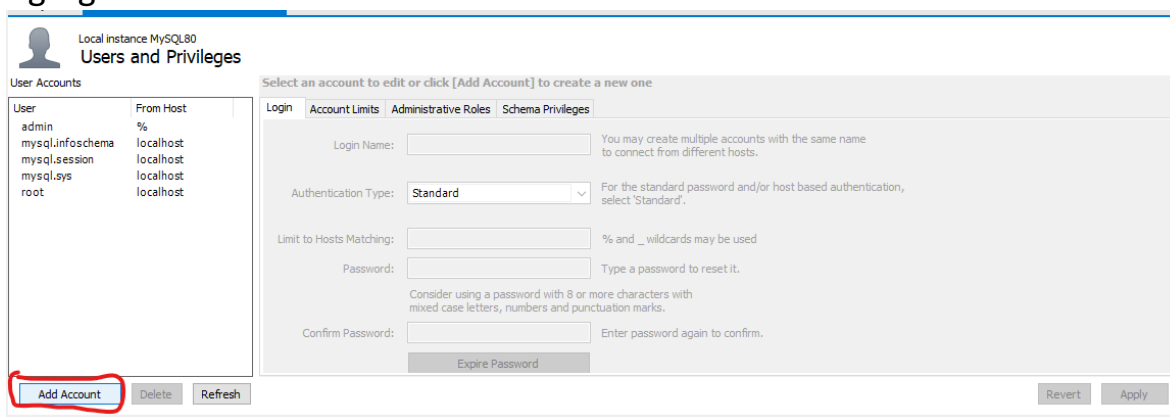 Local instance MySQL80
Users and Privileges
User Accounts
Select an account to edit or click [Add Account] to create a new one
User From Host
admin %
mysql.infoschema localhost
mysql.session localhost
mysql.sys localhost
root localhost
Login Account Limits Administrative Roles Schema Privileges
Login Name: You may create multiple accounts with the same name
to connect from different hosts.
Authentication Type: Standard For the standard password and/or host based authentication,
select 'Standard'.
Limit to Hosts Matching: % and _ wildcards may be used
Password: Type a password to reset it.
Consider using a password with 8 or more characters with
mixed case letters, numbers and punctuation marks.
Confirm Password: Enter password again to confirm.
Expire Password
Add Account Delete Refresh Revert Apply